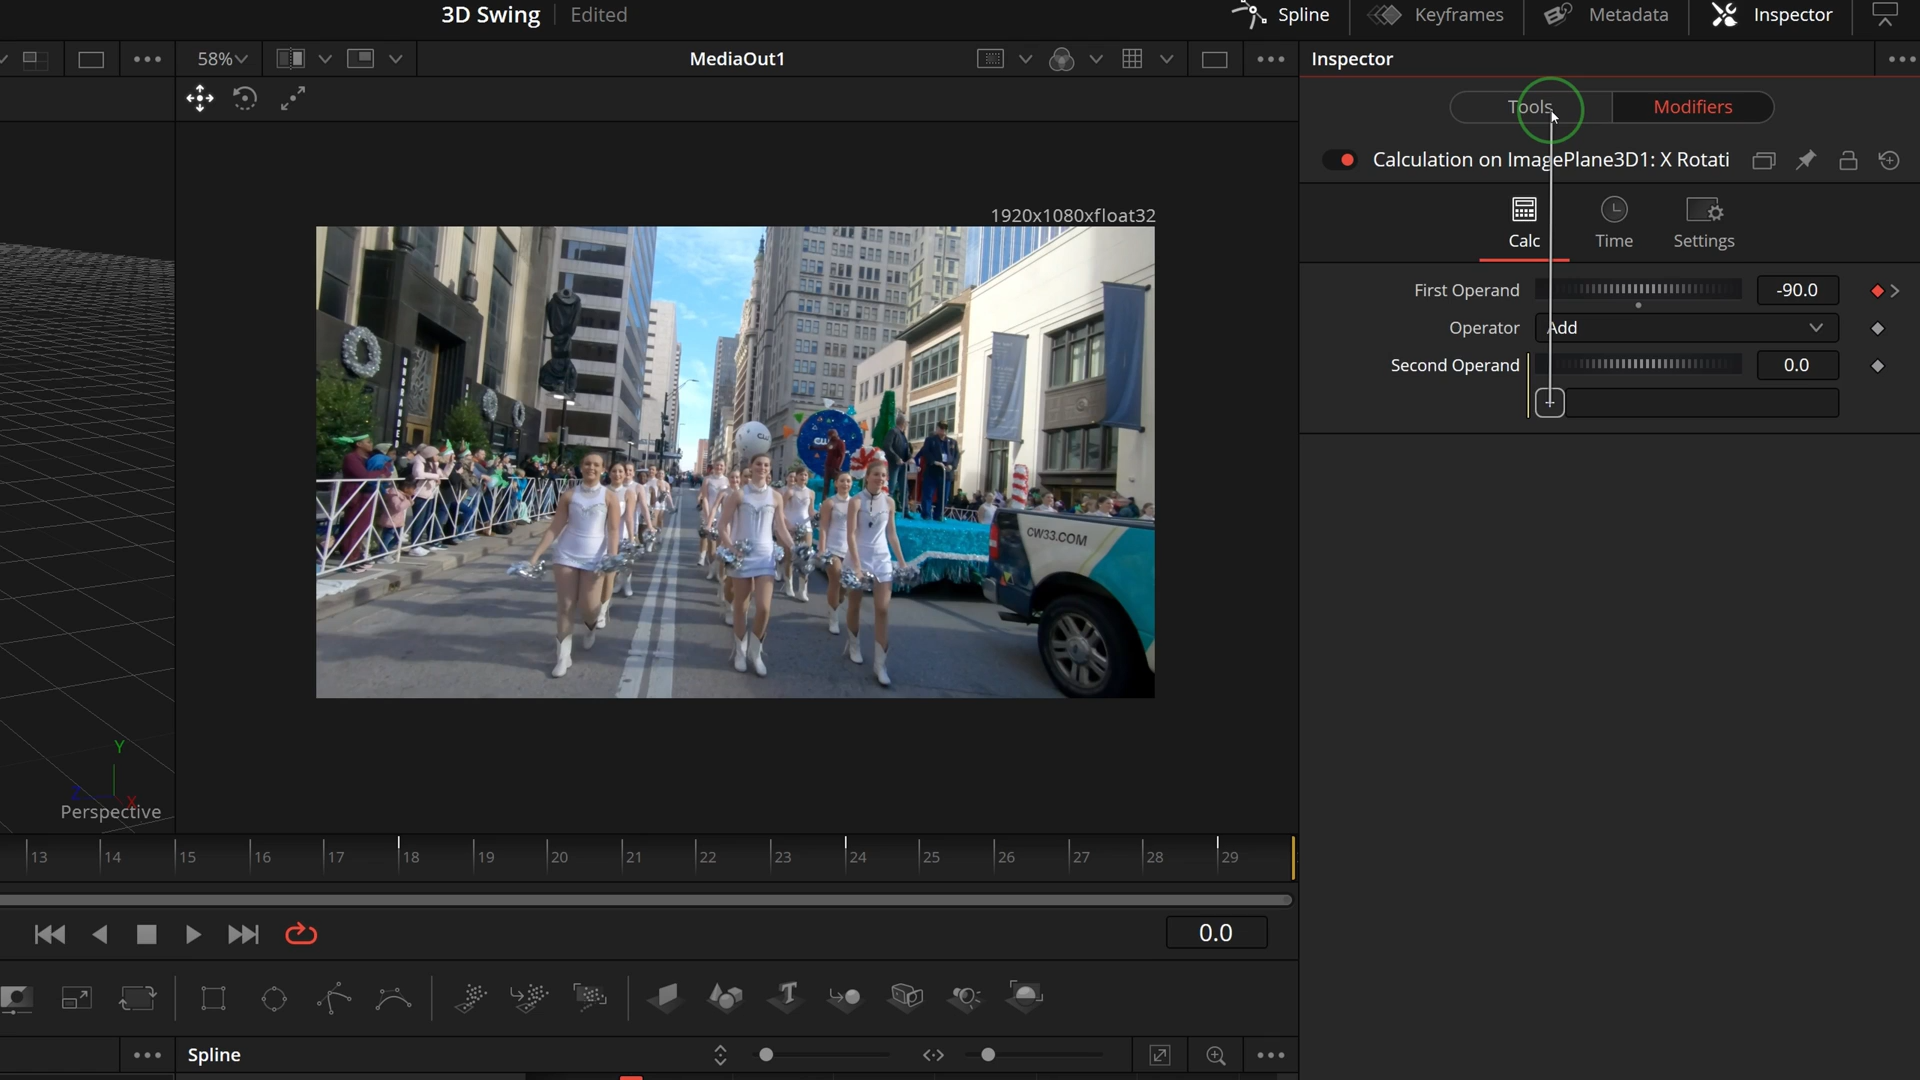 3D Swing Edited
Spline Keyframes Metadata Inspector
58% MediaOut1
Inspector
Tools Modifiers
Calculation on ImagePlane3D1: X Rotati
1920x1080xfloat32
Calc Time Settings
First Operand -90.0
Operator Add
Second Operand 0.0
UNBRANDED
CW33.COM
Y
Z X
Perspective
13 14 15 16 17 18 19 20 21 22 23 24 25 26 27 28 29
0.0
Spline